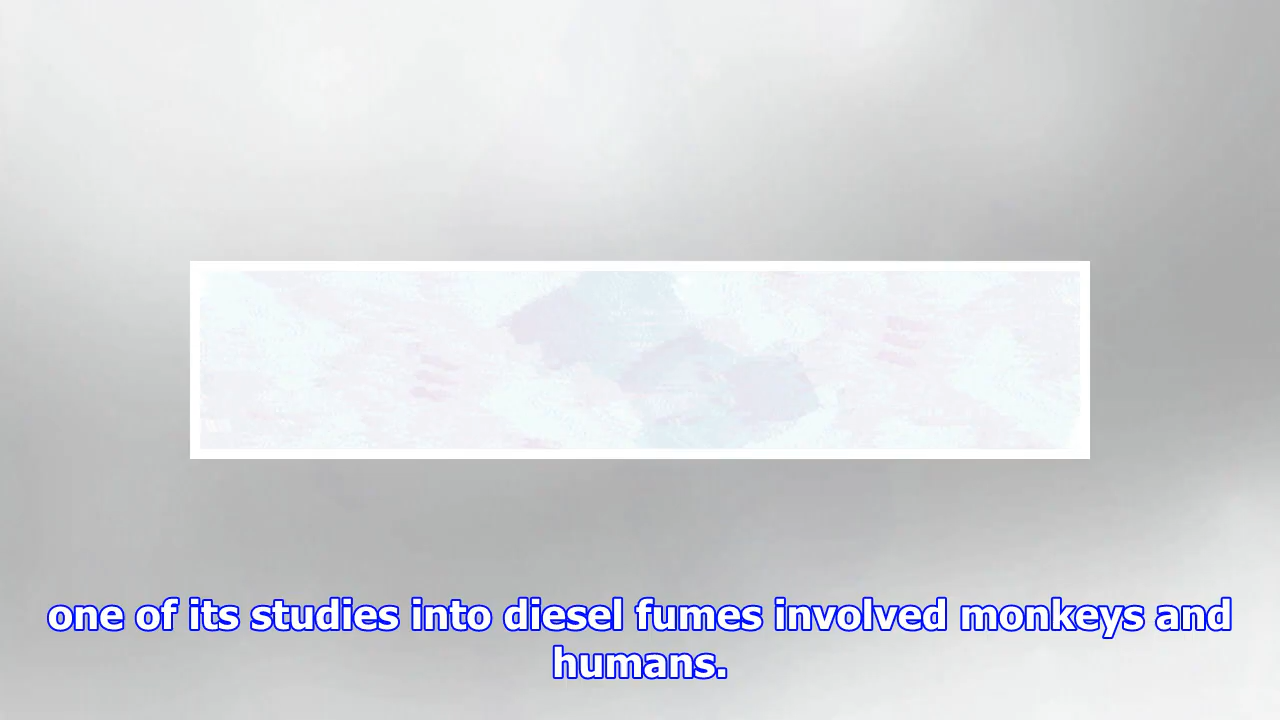 one of its studies into diesel fumes involved monkeys and
humans.